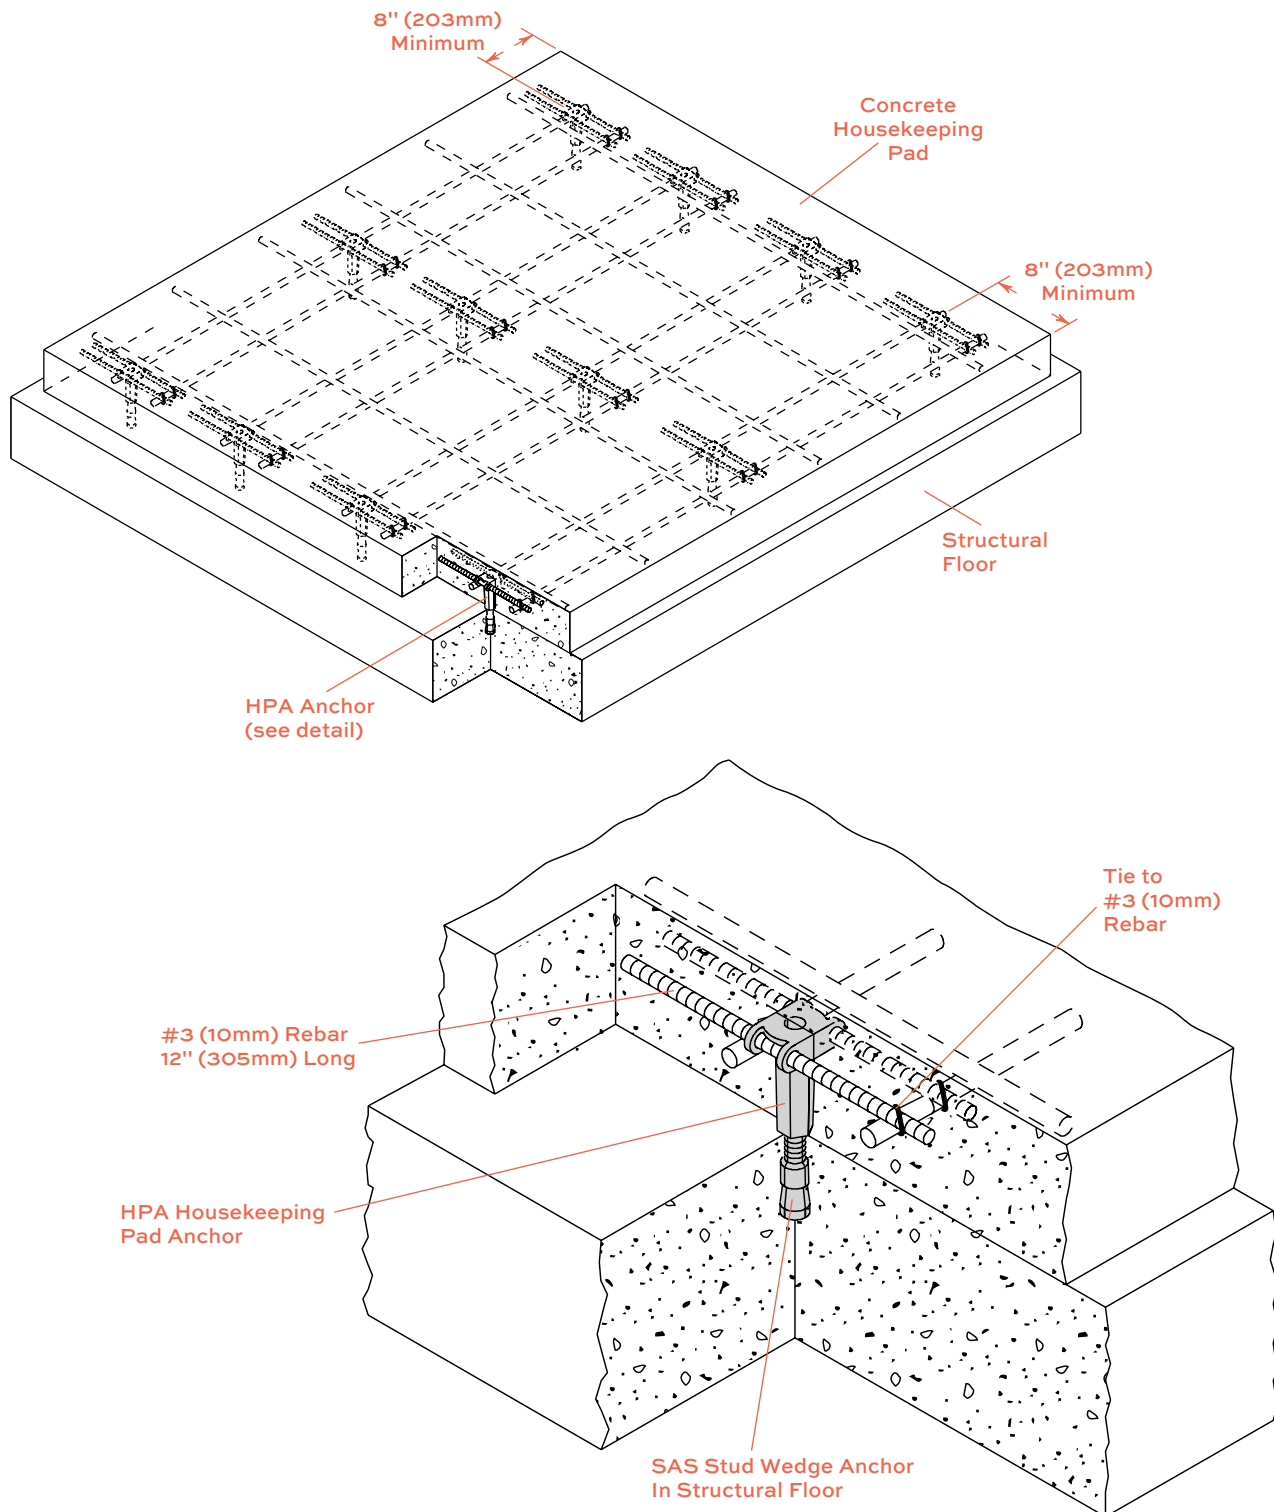 8" (203mm)
Minimum
Concrete
Housekeeping
Pad
8" (203mm)
Minimum
Structural
Floor
HPA Anchor
(see detail)
Tie to
#3 (10mm)
Rebar
#3 (10mm) Rebar
12" (305mm) Long
HPA Housekeeping
Pad Anchor
SAS Stud Wedge Anchor
In Structural Floor